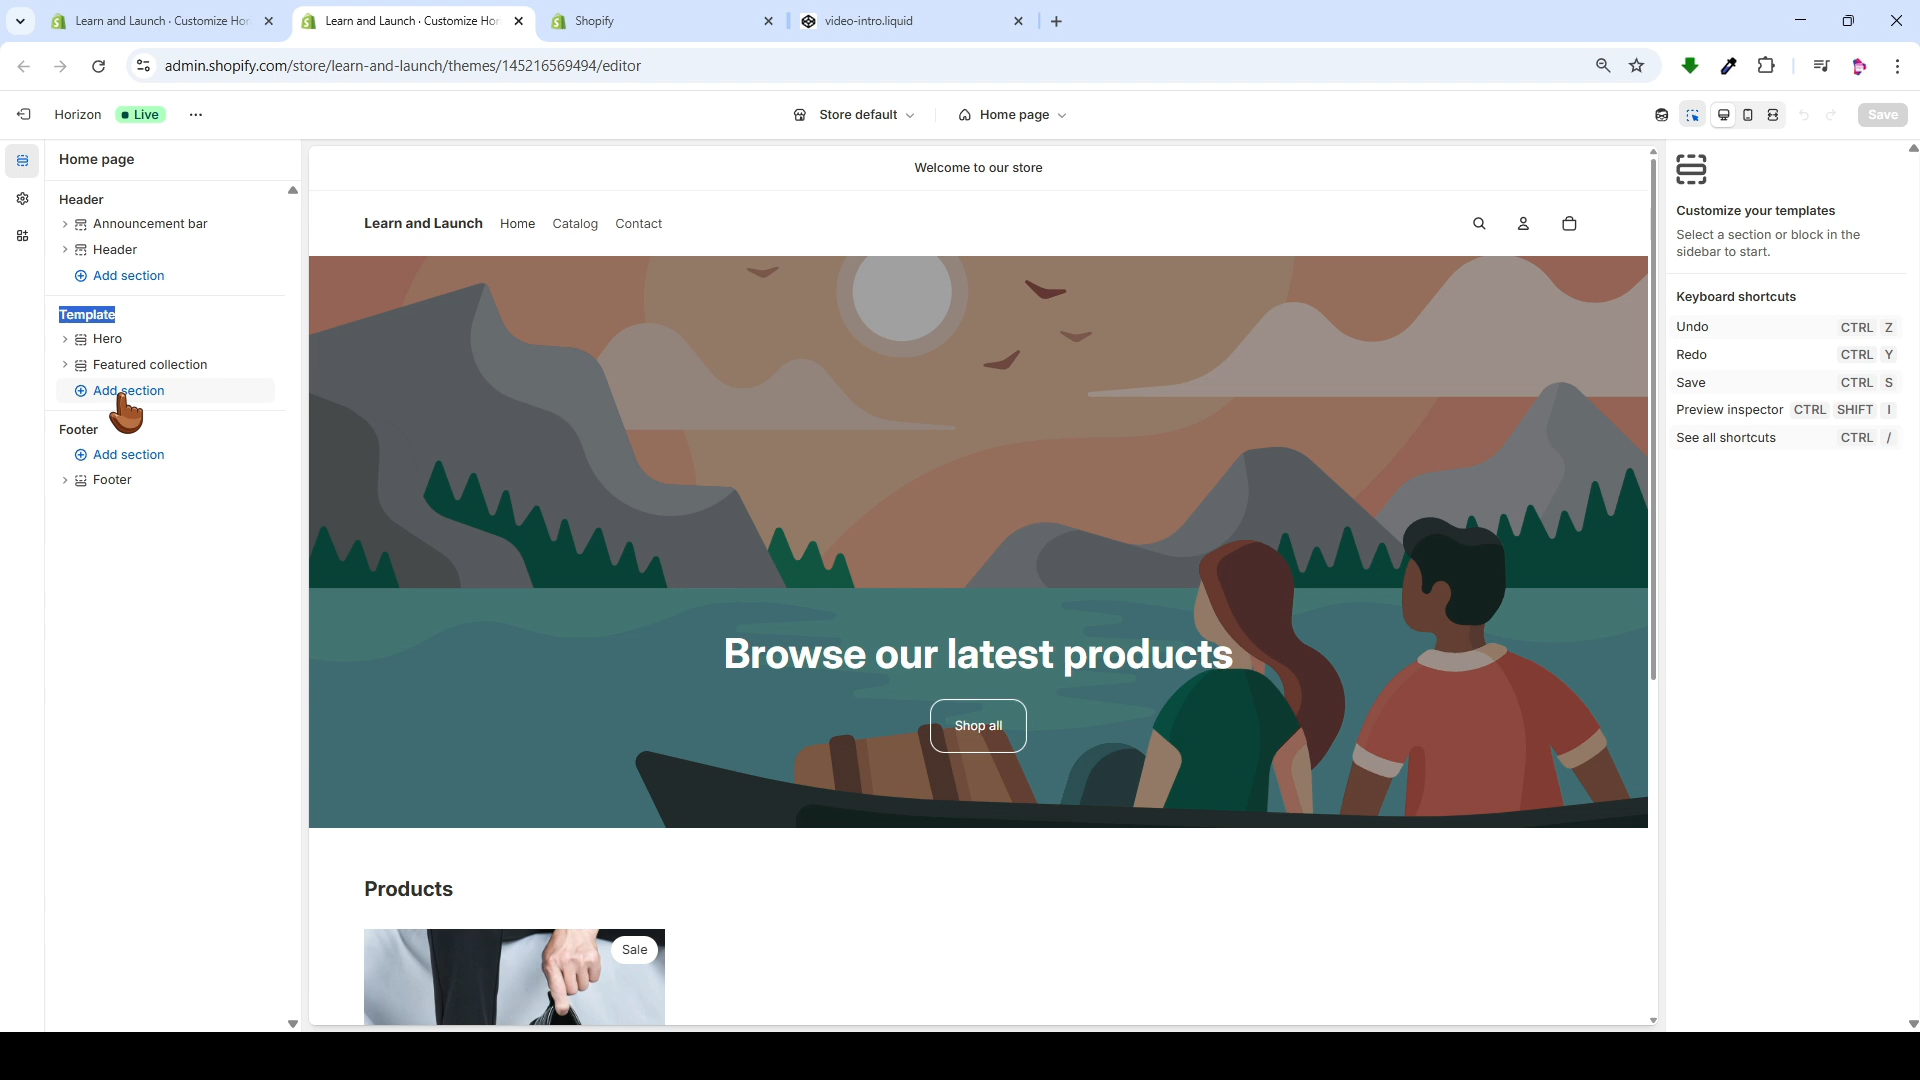 Learn and Launch · Customize Hor
Learn and Launch · Customize Hor
Shopify
video-intro.liquid
admin.shopify.com/store/learn-and-launch/themes/145216569494/editor
Horizon
Live
Store default
Home page
Save
Home page
Header
Announcement bar
Header
Add section
Template
Hero
Featured collection
Add section
Footer
Add section
Footer
Welcome to our store
Learn and Launch
Home
Catalog
Contact
Browse our latest products
Shop all
Products
Sale
Customize your templates
Select a section or block in the
sidebar to start.
Keyboard shortcuts
Undo CTRL Z
Redo CTRL Y
Save CTRL S
Preview inspector CTRL SHIFT I
See all shortcuts CTRL /